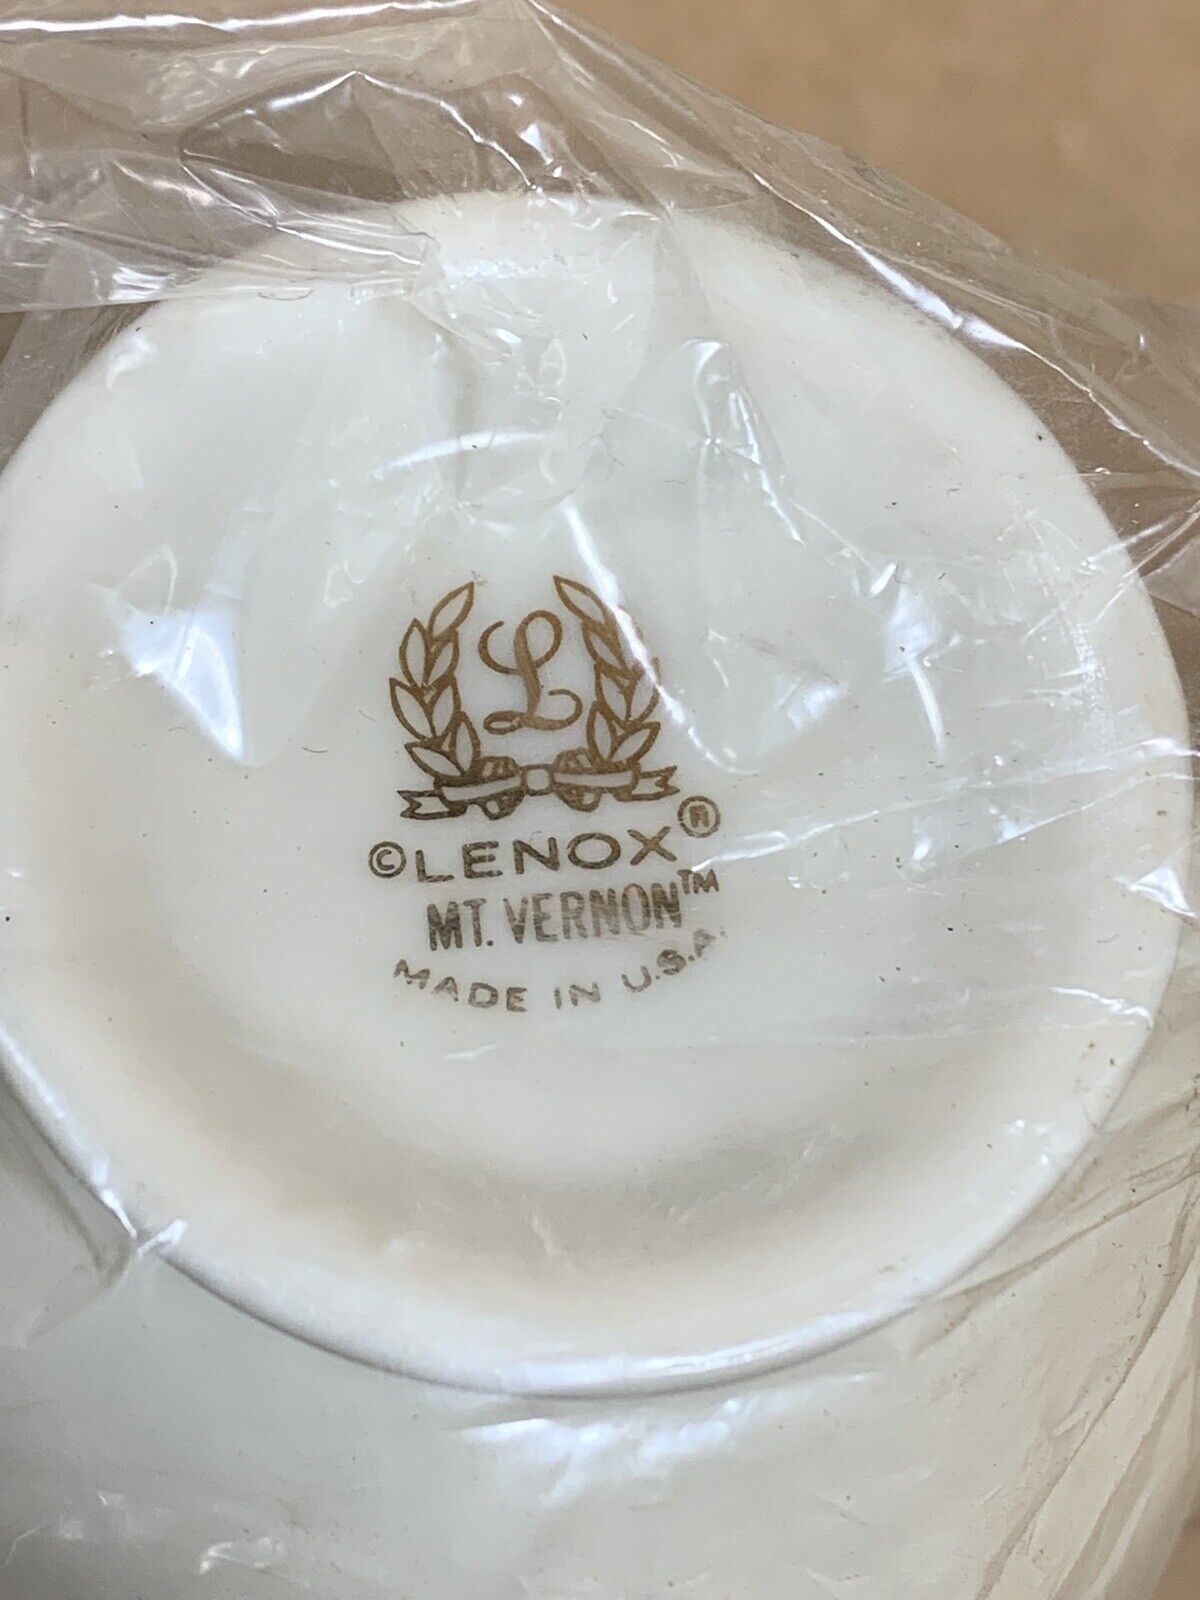 L
©LENOX®
MT. VERNON™
MADE IN U.S.A.